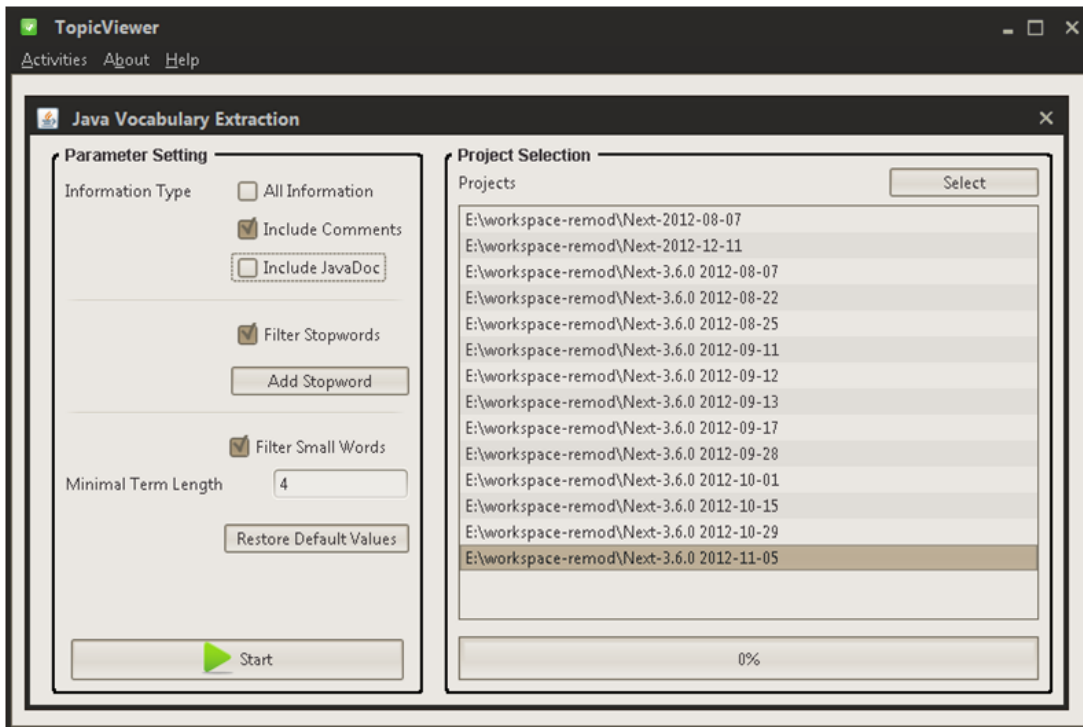 TopicViewer
Activities About Help
Java Vocabulary Extraction
Parameter Setting
Information Type
All Information
Include Comments
Include JavaDoc
Filter Stopwords
Add Stopword
Filter Small Words
Minimal Term Length
4
Restore Default Values
Start
Project Selection
Projects
Select
E:\workspace-remod\Next-2012-08-07
E:\workspace-remod\Next-2012-12-11
E:\workspace-remod\Next-3.6.0 2012-08-07
E:\workspace-remod\Next-3.6.0 2012-08-22
E:\workspace-remod\Next-3.6.0 2012-08-25
E:\workspace-remod\Next-3.6.0 2012-09-11
E:\workspace-remod\Next-3.6.0 2012-09-12
E:\workspace-remod\Next-3.6.0 2012-09-13
E:\workspace-remod\Next-3.6.0 2012-09-17
E:\workspace-remod\Next-3.6.0 2012-09-28
E:\workspace-remod\Next-3.6.0 2012-10-01
E:\workspace-remod\Next-3.6.0 2012-10-15
E:\workspace-remod\Next-3.6.0 2012-10-29
E:\workspace-remod\Next-3.6.0 2012-11-05
0%